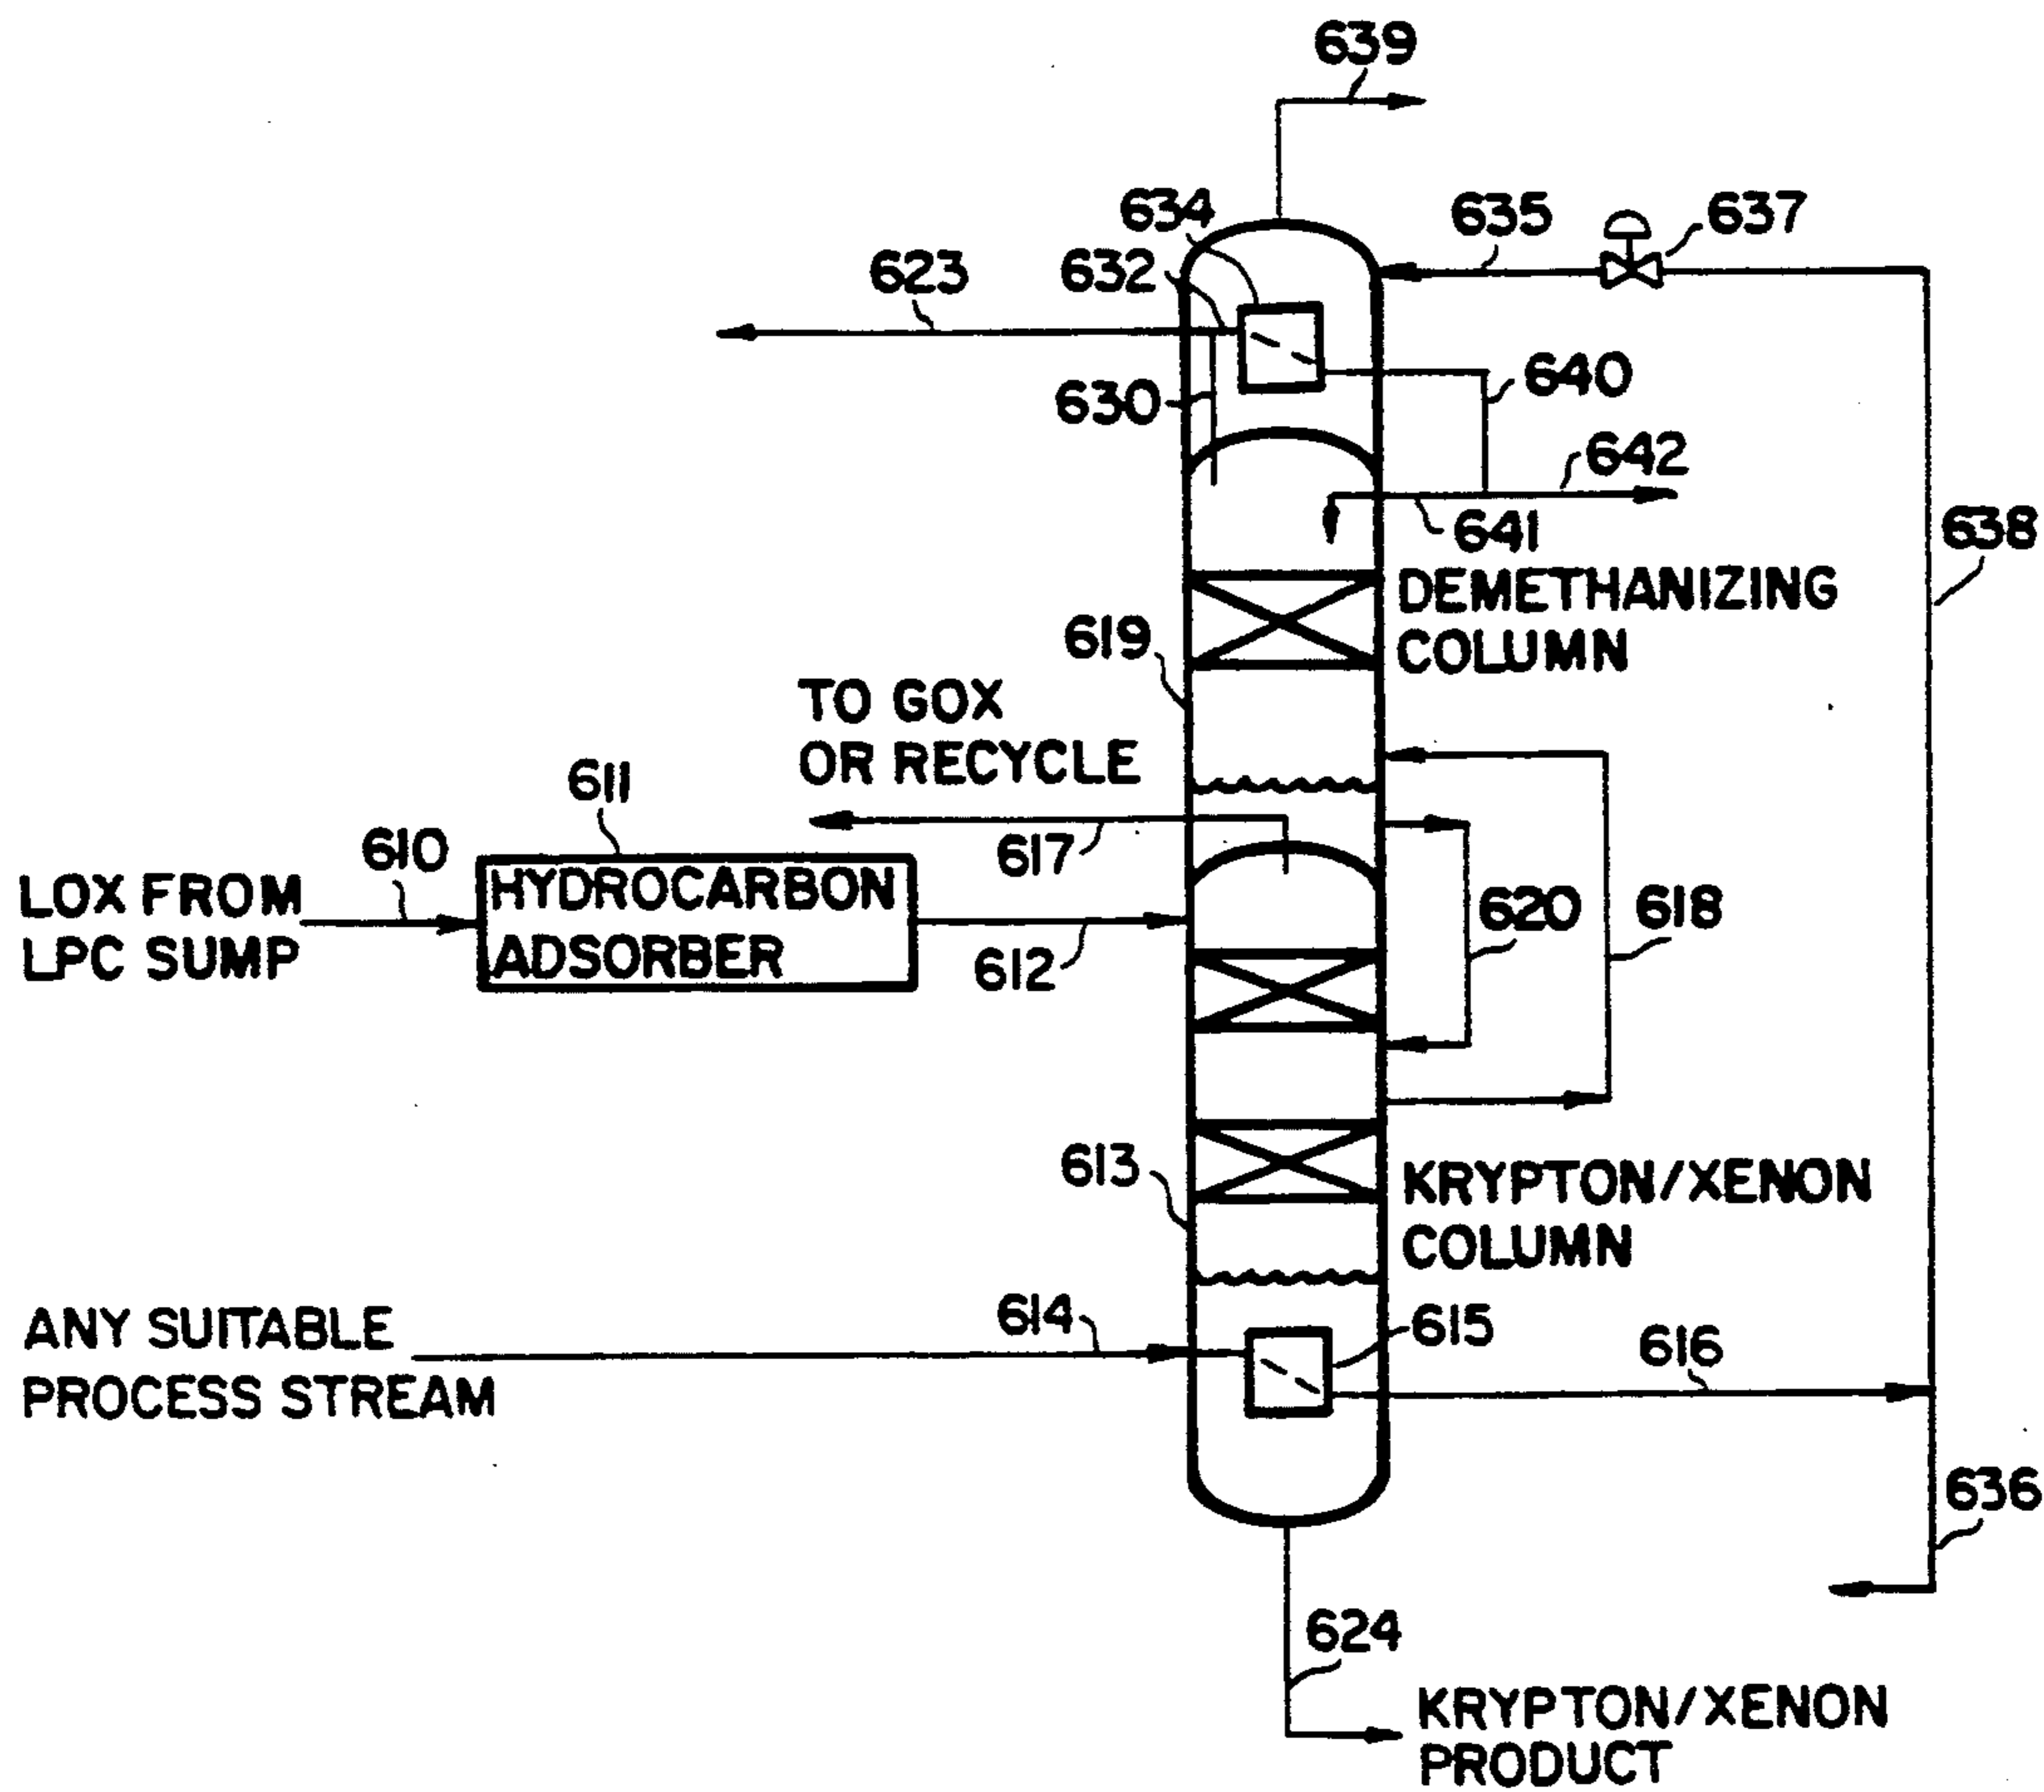 639
634
635
637
632
623
640
630
642
641
638
DEMETHANIZING
COLUMN
619
TO GOX
OR RECYCLE
611
610
617
LOX FROM
LPC SUMP
HYDROCARBON
ADSORBER
612
620
618
613
KRYPTON/XENON
COLUMN
ANY SUITABLE
PROCESS STREAM
614
615
616
636
624
KRYPTON/XENON
PRODUCT